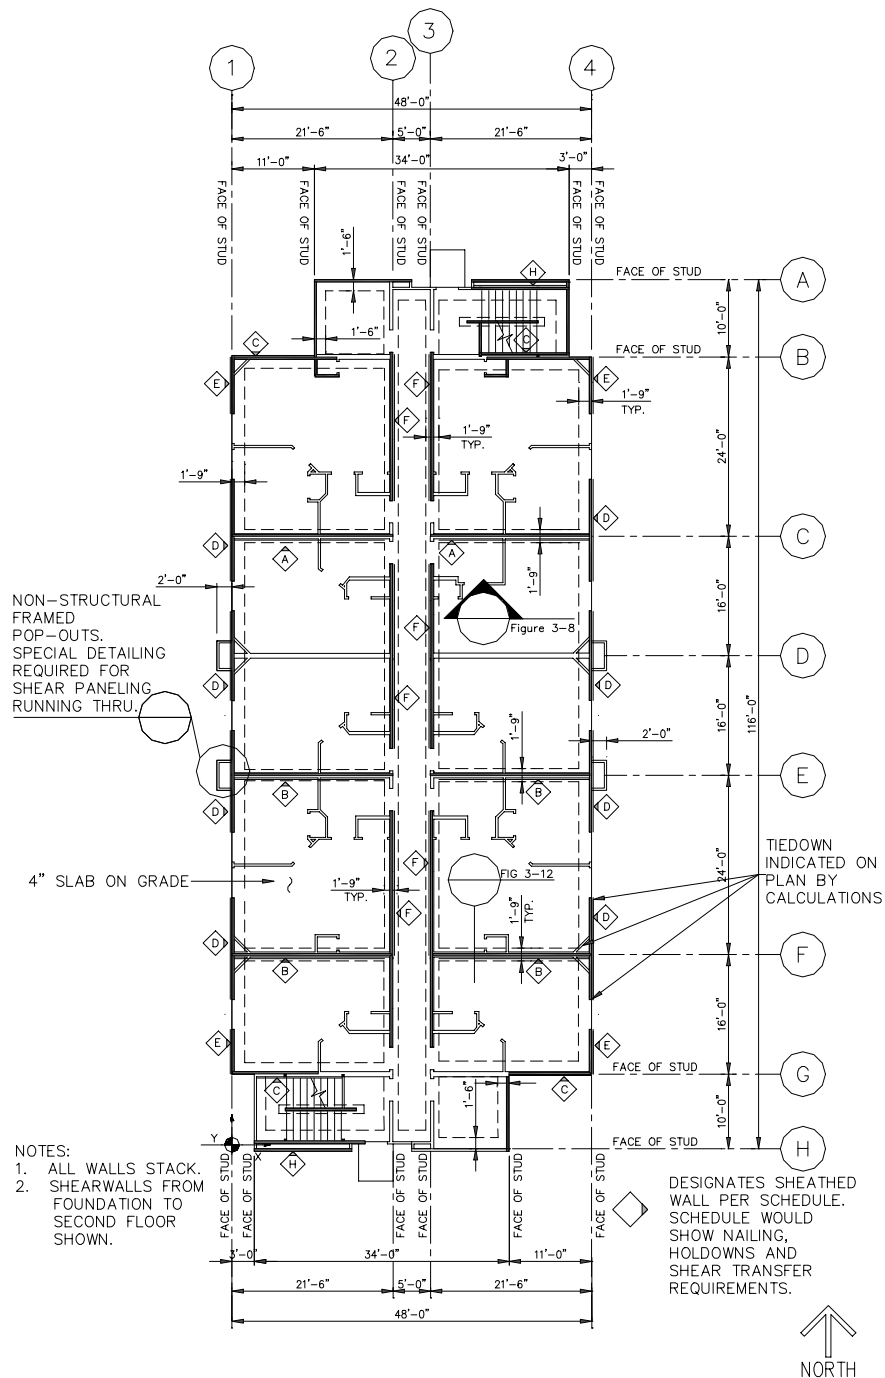 3
2
1
4
48'-0"
21'-6"
5'-0"
21'-6"
11'-0"
34'-0"
3'-0"
FACE OF STUD
FACE OF STUD
FACE OF STUD
FACE OF STUD
FACE OF STUD
FACE OF STUD
1'-6"
H
FACE OF STUD
A
10'-0"
C
1'-6"
C
FACE OF STUD
B
E
F
E
1'-9"
TYP.
F
1'-9"
TYP.
24'-0"
1'-9"
D
D
A
A
C
2'-0"
1'-9"
16'-0"
NON-STRUCTURAL
FRAMED
POP-OUTS.
SPECIAL DETAILING
REQUIRED FOR
SHEAR PANELING
RUNNING THRU.
F
Figure 3-8
D
D
F
D
16'-0"
116'-0"
1'-9"
2'-0"
E
B
B
D
D
TIEDOWN
INDICATED ON
PLAN BY
CALCULATIONS
F
FIG 3-12
24'-0"
4" SLAB ON GRADE
1'-9"
TYP.
1'-9"
TYP.
F
D
D
B
B
F
16'-0"
E
E
FACE OF STUD
G
C
C
1'-6"
10'-0"
Y
X
H
FACE OF STUD
H
NOTES:
1. ALL WALLS STACK.
2. SHEARWALLS FROM
FOUNDATION TO
SECOND FLOOR
SHOWN.
FACE OF STUD
FACE OF STUD
FACE OF STUD
FACE OF STUD
FACE OF STUD
FACE OF STUD
DESIGNATES SHEATHED
WALL PER SCHEDULE.
SCHEDULE WOULD
SHOW NAILING,
HOLDOWNS AND
SHEAR TRANSFER
REQUIREMENTS.
3'-0"
34'-0"
11'-0"
21'-6"
5'-0"
21'-6"
48'-0"
NORTH